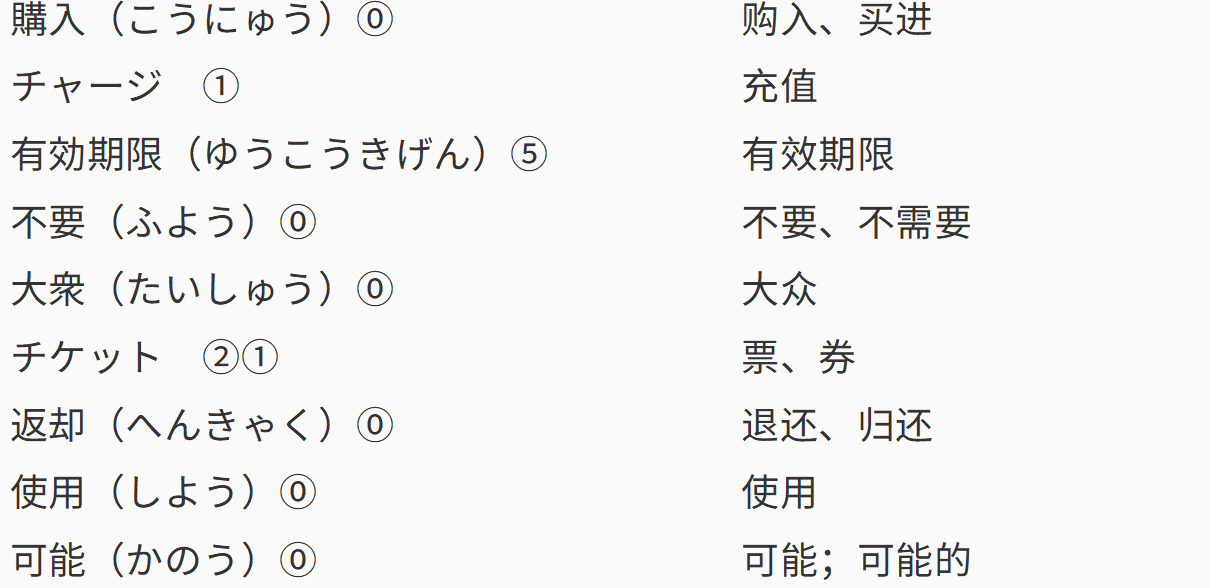 購入（こうにゅう）⓪ 购入、买进
チャージ　① 充值
有効期限（ゆうこうきげん）⑤ 有效期限
不要（ふよう）⓪ 不要、不需要
大衆（たいしゅう）⓪ 大众
チケット　②① 票、券
返却（へんきゃく）⓪ 退还、归还
使用（しよう）⓪ 使用
可能（かのう）⓪ 可能；可能的